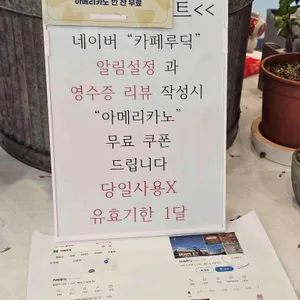 아메리카노 한 잔 무료
트<<
네이버 “카페루딕”
알림설정 과
영수증 리뷰 작성시
“아메리카노”
무료 쿠폰
드립니다
당일사용X
유효기한 1달